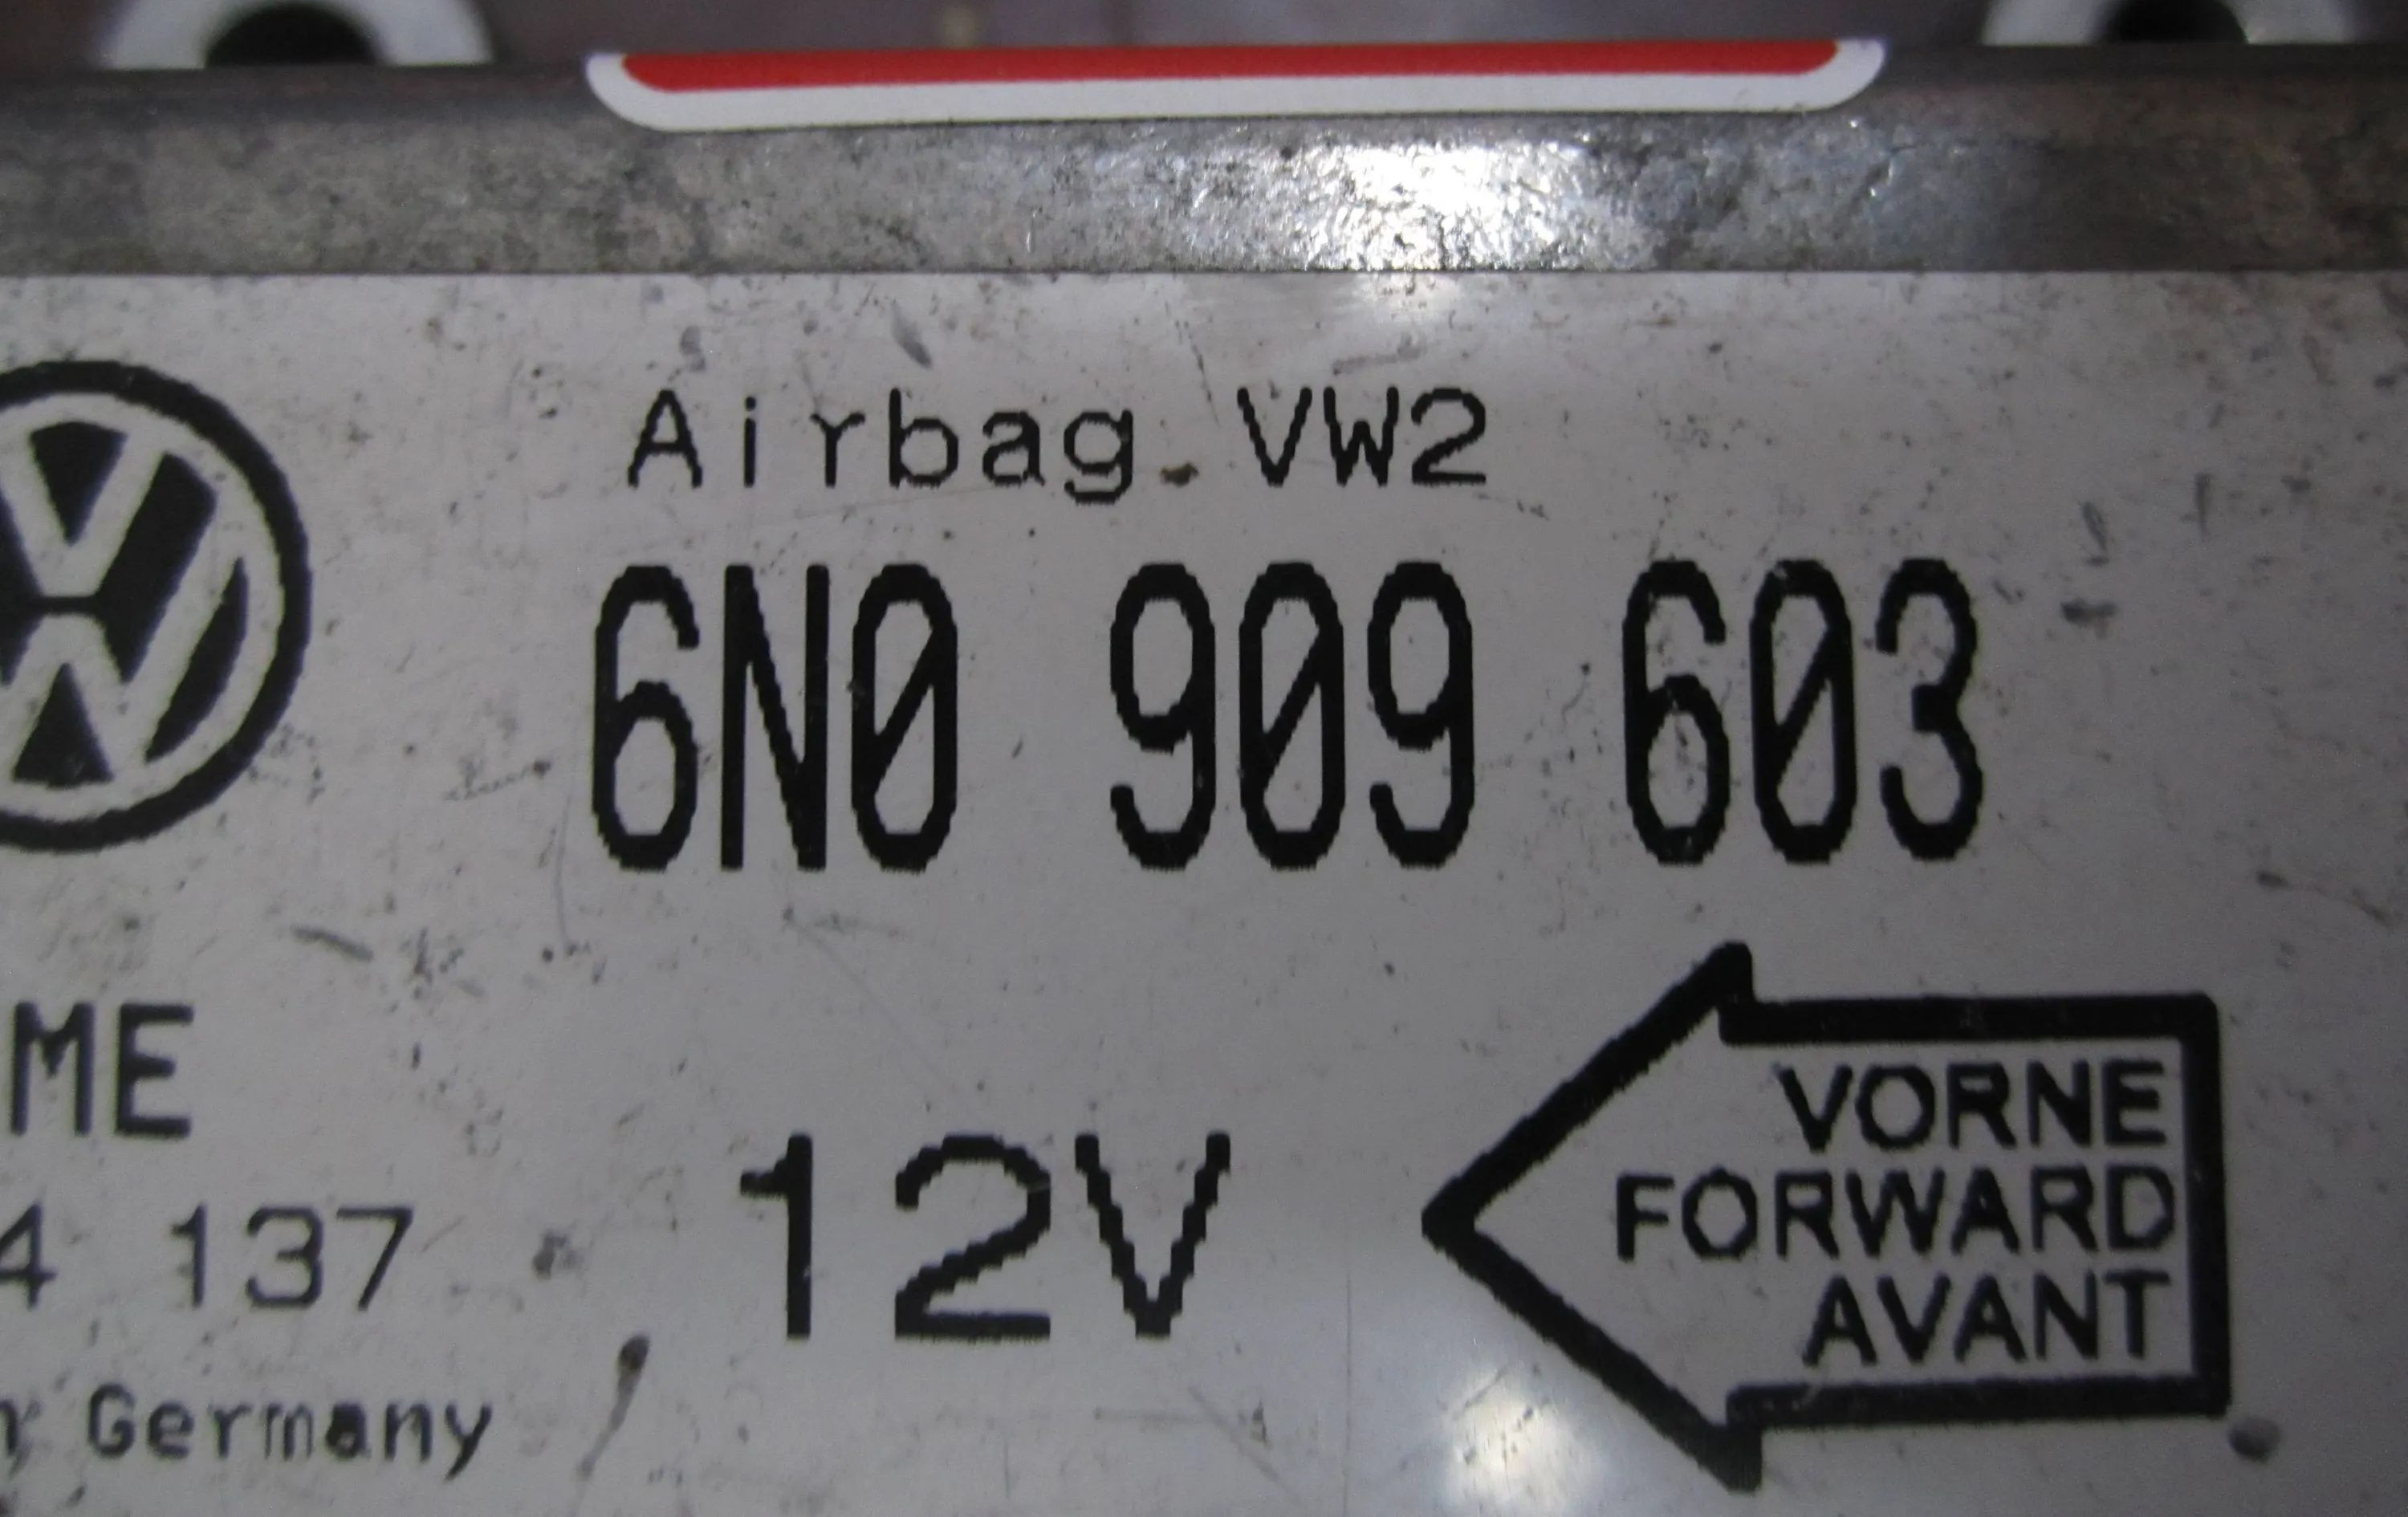 Airbag VW2
6N0 909 603
ME
4 137
12V
VORNE
FORWARD
AVANT
Germany